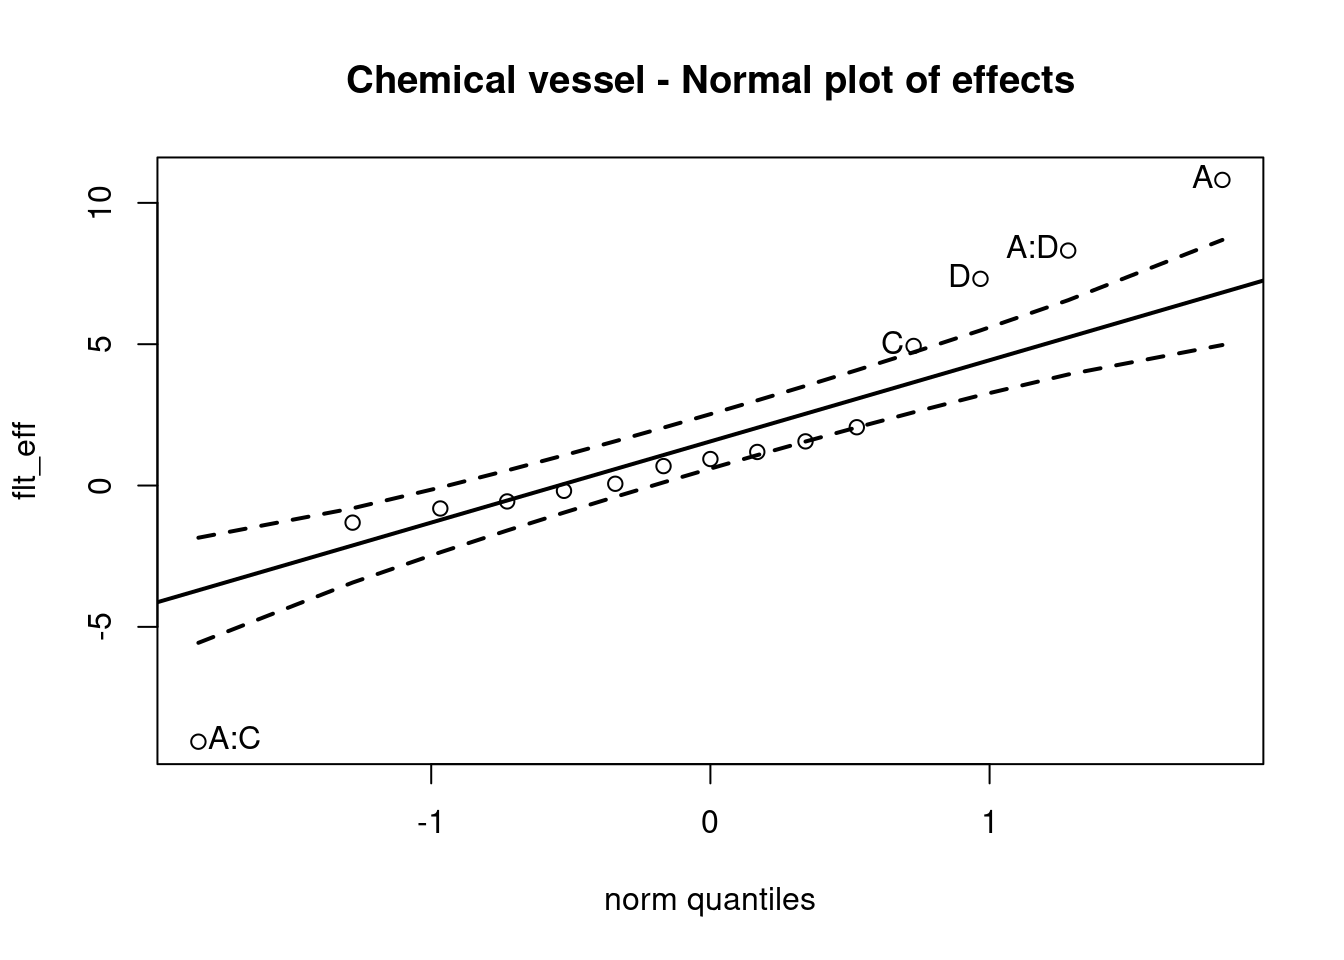 Chemical vessel - Normal plot of effects
flt_eff
10
5
0
-5
A
A:D
D
C
A:C
-1
0
1
norm quantiles